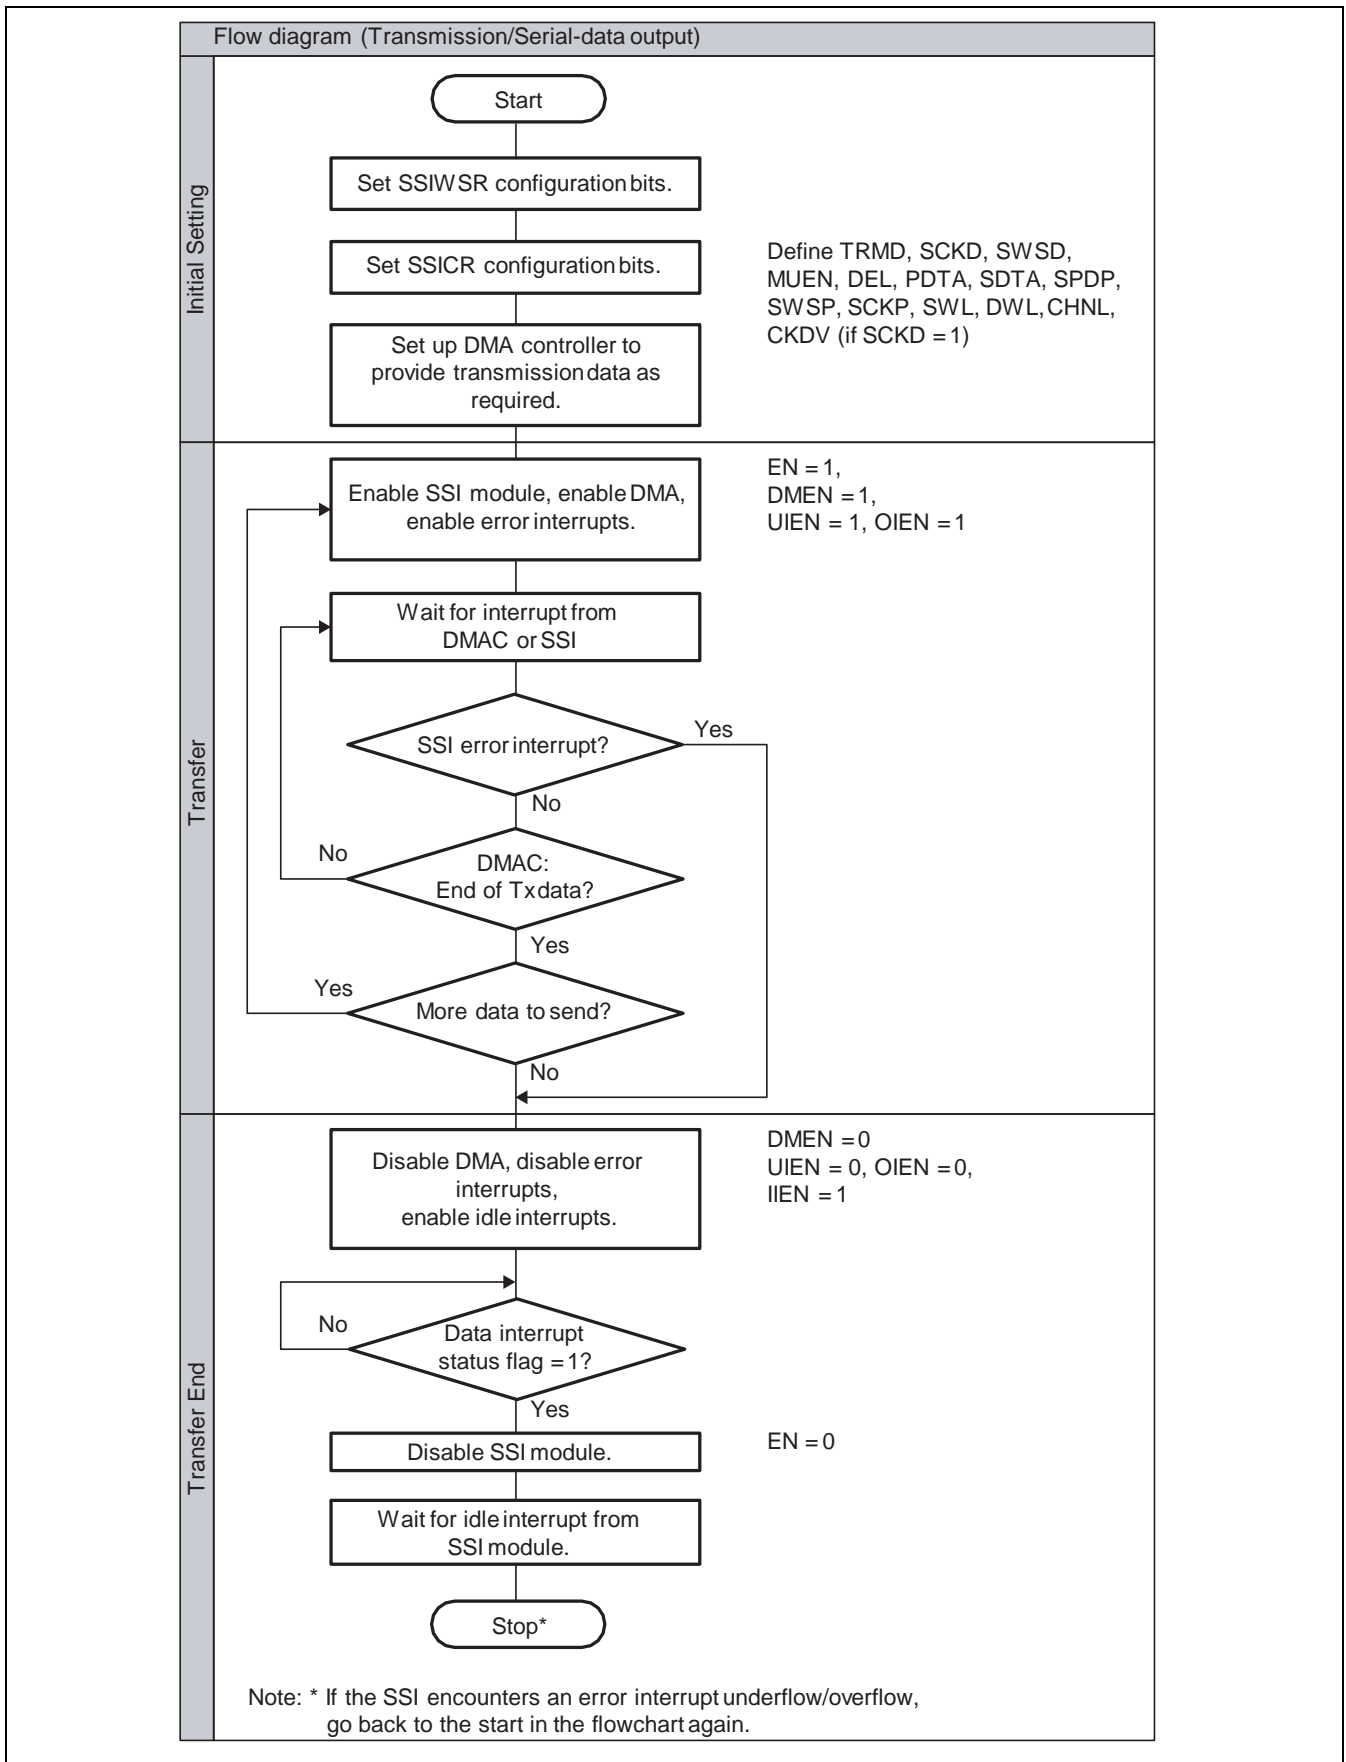 Flow diagram (Transmission/Serial-data output)
Initial Setting
Start
Set SSIWSR configuration bits.
Set SSICR configuration bits.
Define TRMD, SCKD, SWSD,
MUEN, DEL, PDTA, SDTA, SPDP,
SWSP, SCKP, SWL, DWL, CHNL,
CKDV (if SCKD = 1)
Set up DMA controller to
provide transmission data as
required.
Transfer
Enable SSI module, enable DMA,
enable error interrupts.
EN = 1,
DMEN = 1,
UIEN = 1, OIEN = 1
Wait for interrupt from
DMAC or SSI
SSI error interrupt?
Yes
No
DMAC:
End of Tx data?
No
Yes
More data to send?
Yes
No
Transfer End
Disable DMA, disable error
interrupts,
enable idle interrupts.
DMEN = 0
UIEN = 0, OIEN = 0,
IIEN = 1
Data interrupt
status flag = 1?
No
Yes
Disable SSI module.
EN = 0
Wait for idle interrupt from
SSI module.
Stop*
Note: * If the SSI encounters an error interrupt underflow/overflow,
go back to the start in the flowchart again.